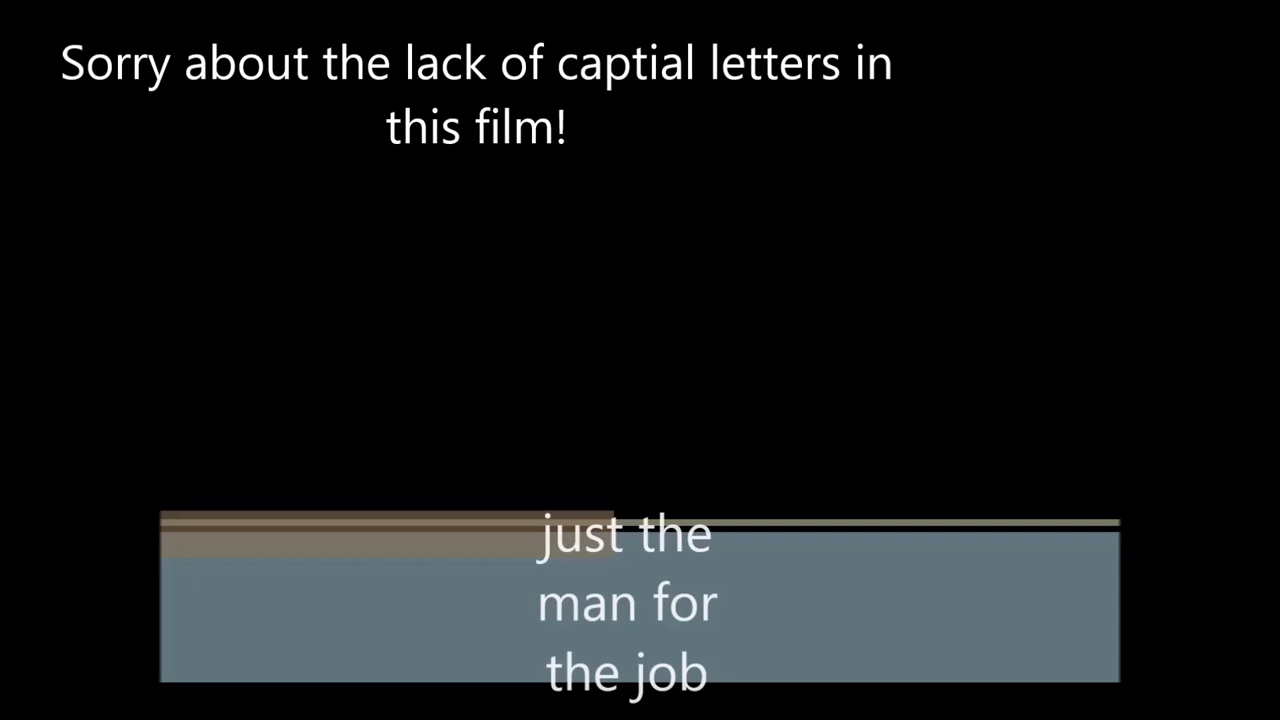 Sorry about the lack of captial letters in
this film!
just the
man for
the job